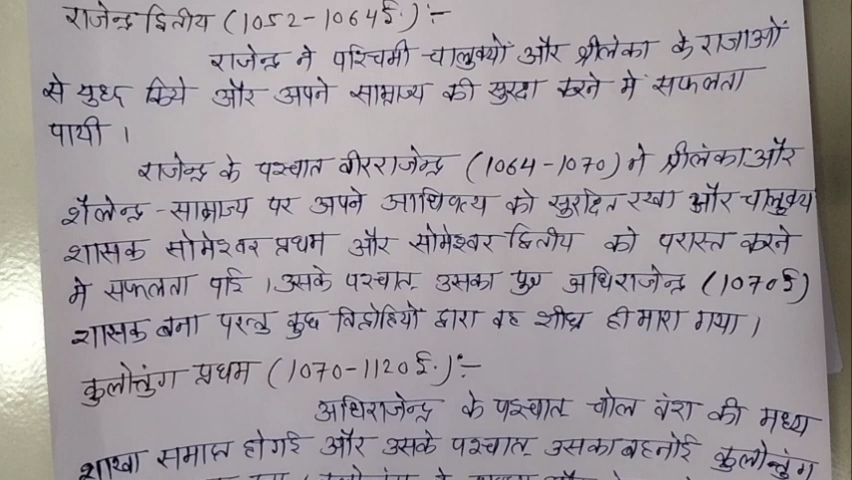 राजेन्द्र द्वितीय (1052-1064ई.):-
राजेन्द्र ने पश्चिमी चालुक्यों और श्रीलंका के राजाओं
से युध्द किये और अपने साम्राज्य की सुरक्षा करने मे सफलता
पायी ।
राजेन्द्र के पश्चात वीरराजेन्द्र (1064-1070) ने श्रीलंका और
शैलेन्द्र-साम्राज्य पर अपने आधिपत्य को सुरक्षित रखा और चालुक्य
शासक सोमेश्वर प्रथम और सोमेश्वर द्वितीय को परास्त करने
मे सफलता पाई । उसके पश्चात् उसका पुत्र अधिराजेन्द्र (1070ई)
शासक बना परन्तु कुछ विद्रोहियों द्वारा वह शीघ्र ही मारा गया ।
कुलोत्तुंग प्रथम (1070-1120ई.):-
अधिराजेन्द्र के पश्चात् चोल वंश की मध्य
शाखा समाप्त होगई और उसके पश्चात् उसका बहनोई कुलोत्तुंग